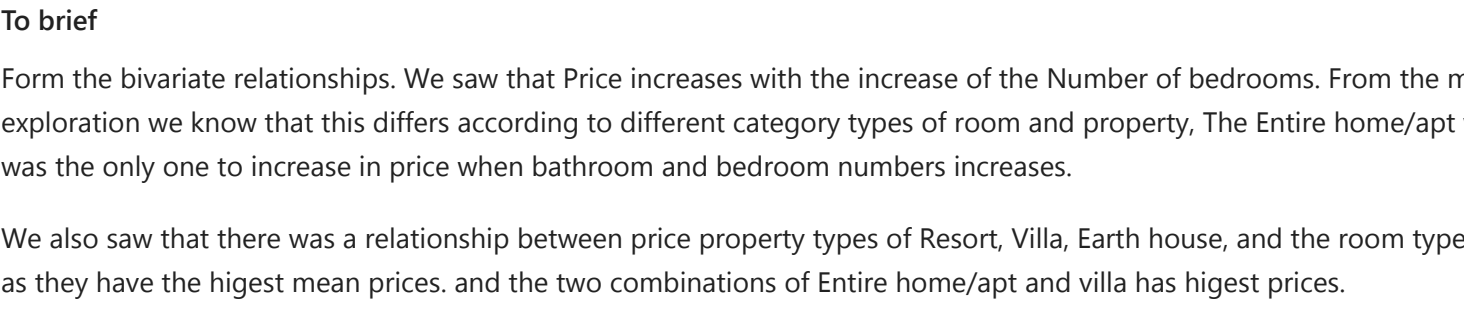 To brief
Form the bivariate relationships. We saw that Price increases with the increase of the Number of bedrooms. From the
exploration we know that this differs according to different category types of room and property, The Entire home/apt
was the only one to increase in price when bathroom and bedroom numbers increases.
We also saw that there was a relationship between price property types of Resort, Villa, Earth house, and the room type
as they have the higest mean prices. and the two combinations of Entire home/apt and villa has higest prices.